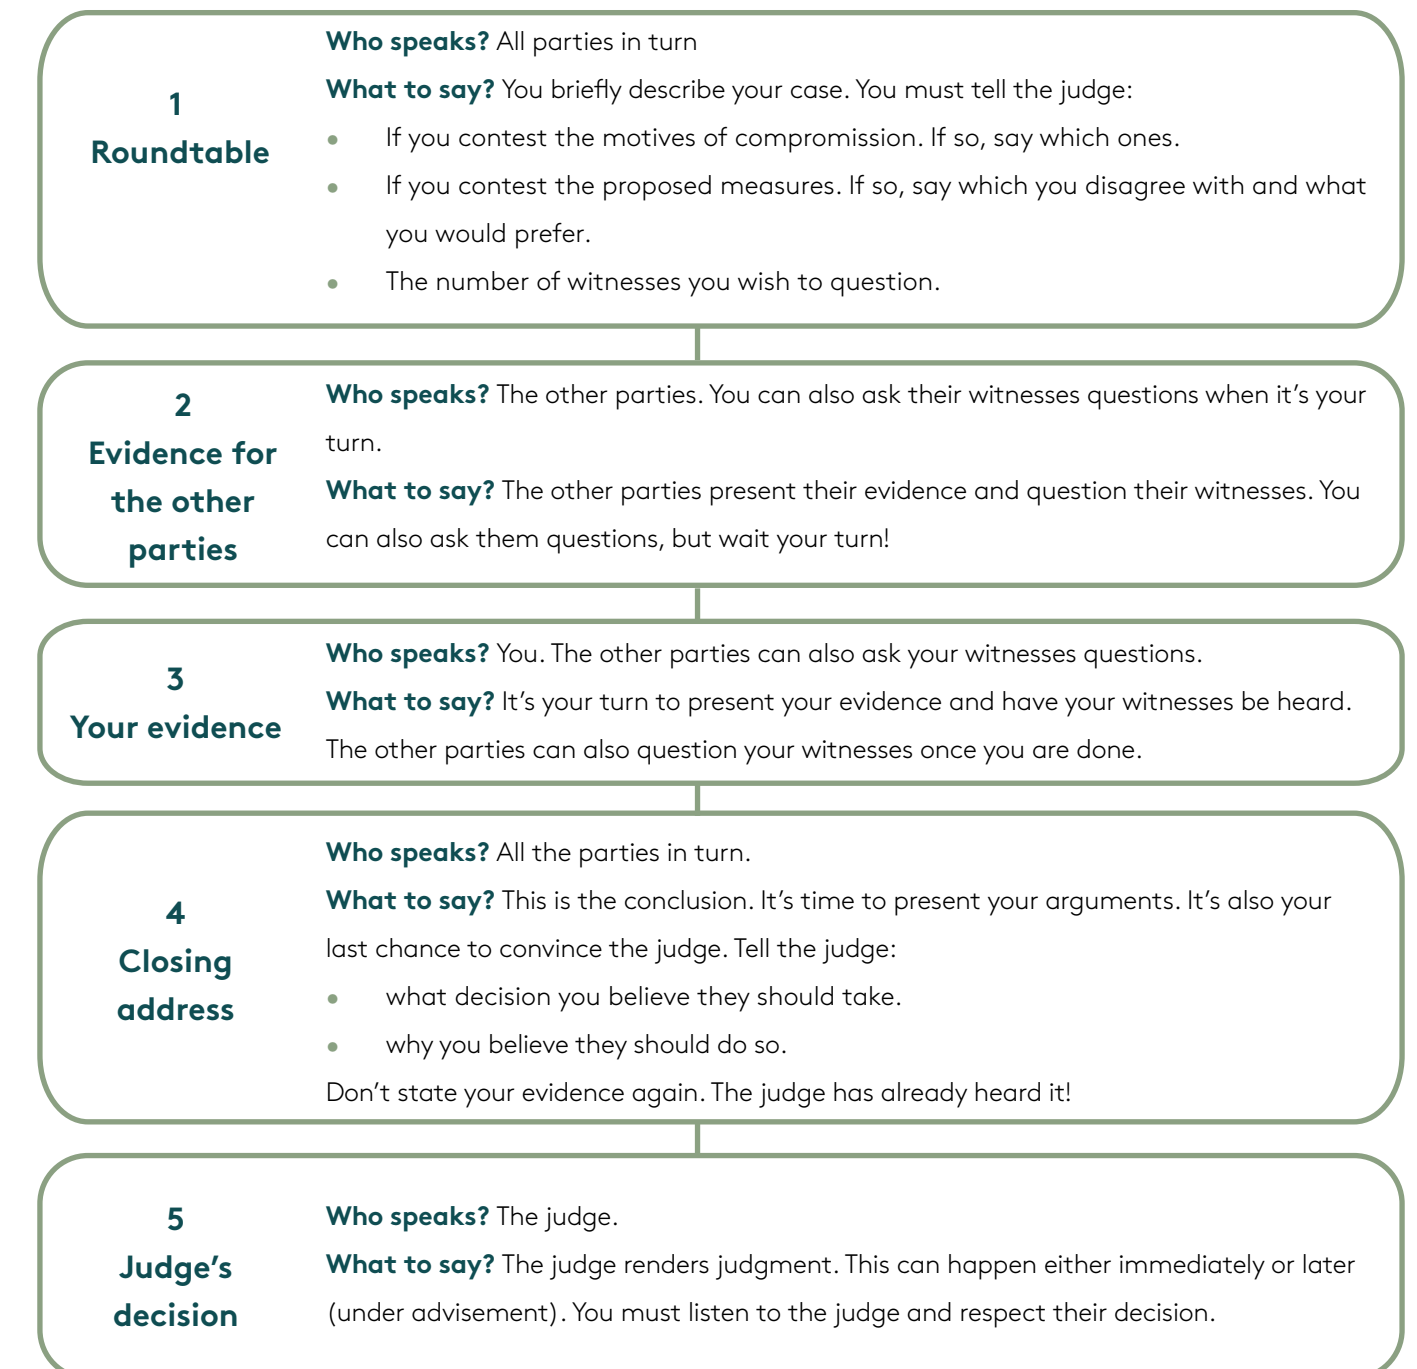 1
Roundtable
Who speaks? All parties in turn
What to say? You briefly describe your case. You must tell the judge:
• If you contest the motives of compromission. If so, say which ones.
• If you contest the proposed measures. If so, say which you disagree with and what
you would prefer.
• The number of witnesses you wish to question.
2
Evidence for
the other
parties
Who speaks? The other parties. You can also ask their witnesses questions when it’s your
turn.
What to say? The other parties present their evidence and question their witnesses. You
can also ask them questions, but wait your turn!
3
Your evidence
Who speaks? You. The other parties can also ask your witnesses questions.
What to say? It’s your turn to present your evidence and have your witnesses be heard.
The other parties can also question your witnesses once you are done.
4
Closing
address
Who speaks? All the parties in turn.
What to say? This is the conclusion. It’s time to present your arguments. It’s also your
last chance to convince the judge. Tell the judge:
• what decision you believe they should take.
• why you believe they should do so.
Don’t state your evidence again. The judge has already heard it!
5
Judge’s
decision
Who speaks? The judge.
What to say? The judge renders judgment. This can happen either immediately or later
(under advisement). You must listen to the judge and respect their decision.